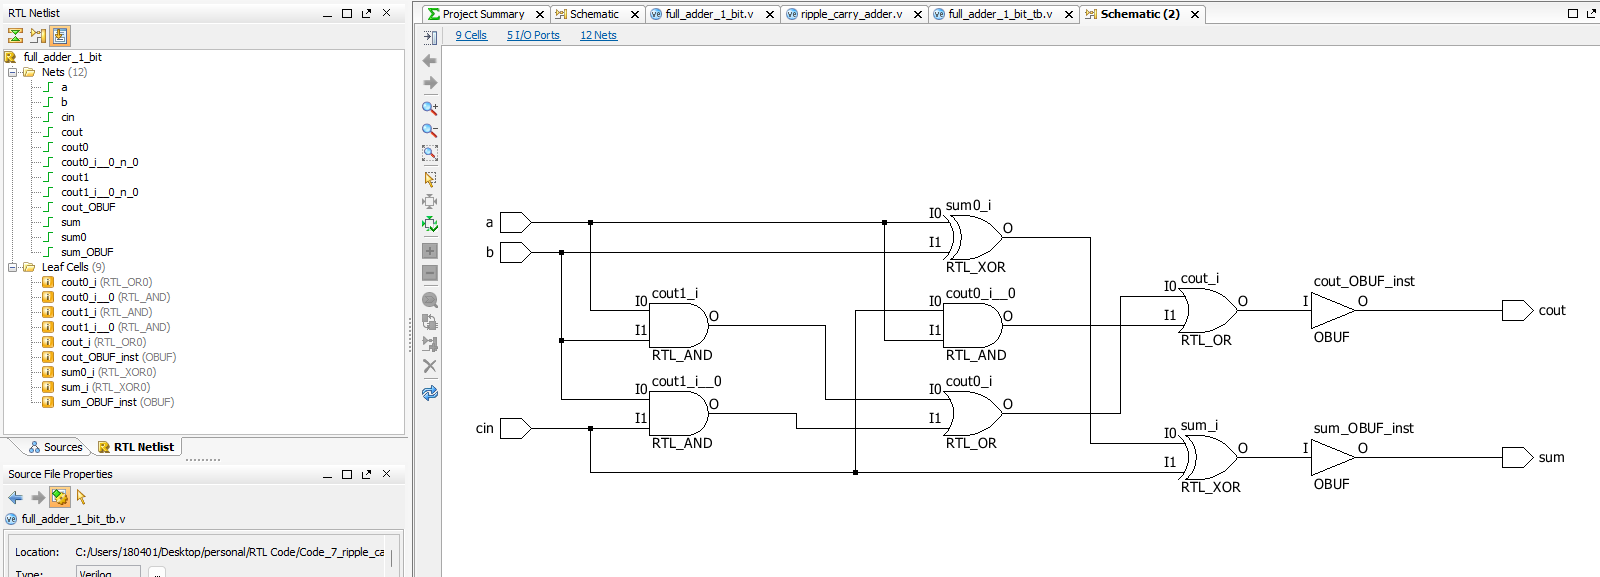 RTL Netlist
full_adder_1_bit
Nets (12)
a
b
cin
cout
cout0
cout0_i__0_n_0
cout1
cout1_i__0_n_0
cout_OBUF
sum
sum0
sum_OBUF
Leaf Cells (9)
cout0_i (RTL_OR0)
cout0_i__0 (RTL_AND)
cout1_i (RTL_AND)
cout1_i__0 (RTL_AND)
cout_i (RTL_OR0)
cout_OBUF_inst (OBUF)
sum0_i (RTL_XOR0)
sum_i (RTL_XOR0)
sum_OBUF_inst (OBUF)
Sources RTL Netlist
Source File Properties
full_adder_1_bit_tb.v
Location: C:/Users/180401/Desktop/personal/RTL Code/Code_7_ripple_ca
Type: Verilog ...
Project Summary Schematic full_adder_1_bit.v ripple_carry_adder.v full_adder_1_bit_tb.v Schematic (2)
9 Cells 5 I/O Ports 12 Nets
sum0_i
a I0 O
b I1
RTL_XOR
cout1_i
I0 O
I1
RTL_AND
cout0_i__0
I0 O
I1
RTL_AND
cout_i
I0 O
I1
RTL_OR
cout_OBUF_inst
I O
OBUF
cout
cout1_i__0
I0 O
cin I1
RTL_AND
cout0_i
I0 O
I1
RTL_OR
sum_i
I0 O
I1
RTL_XOR
sum_OBUF_inst
I O
OBUF
sum